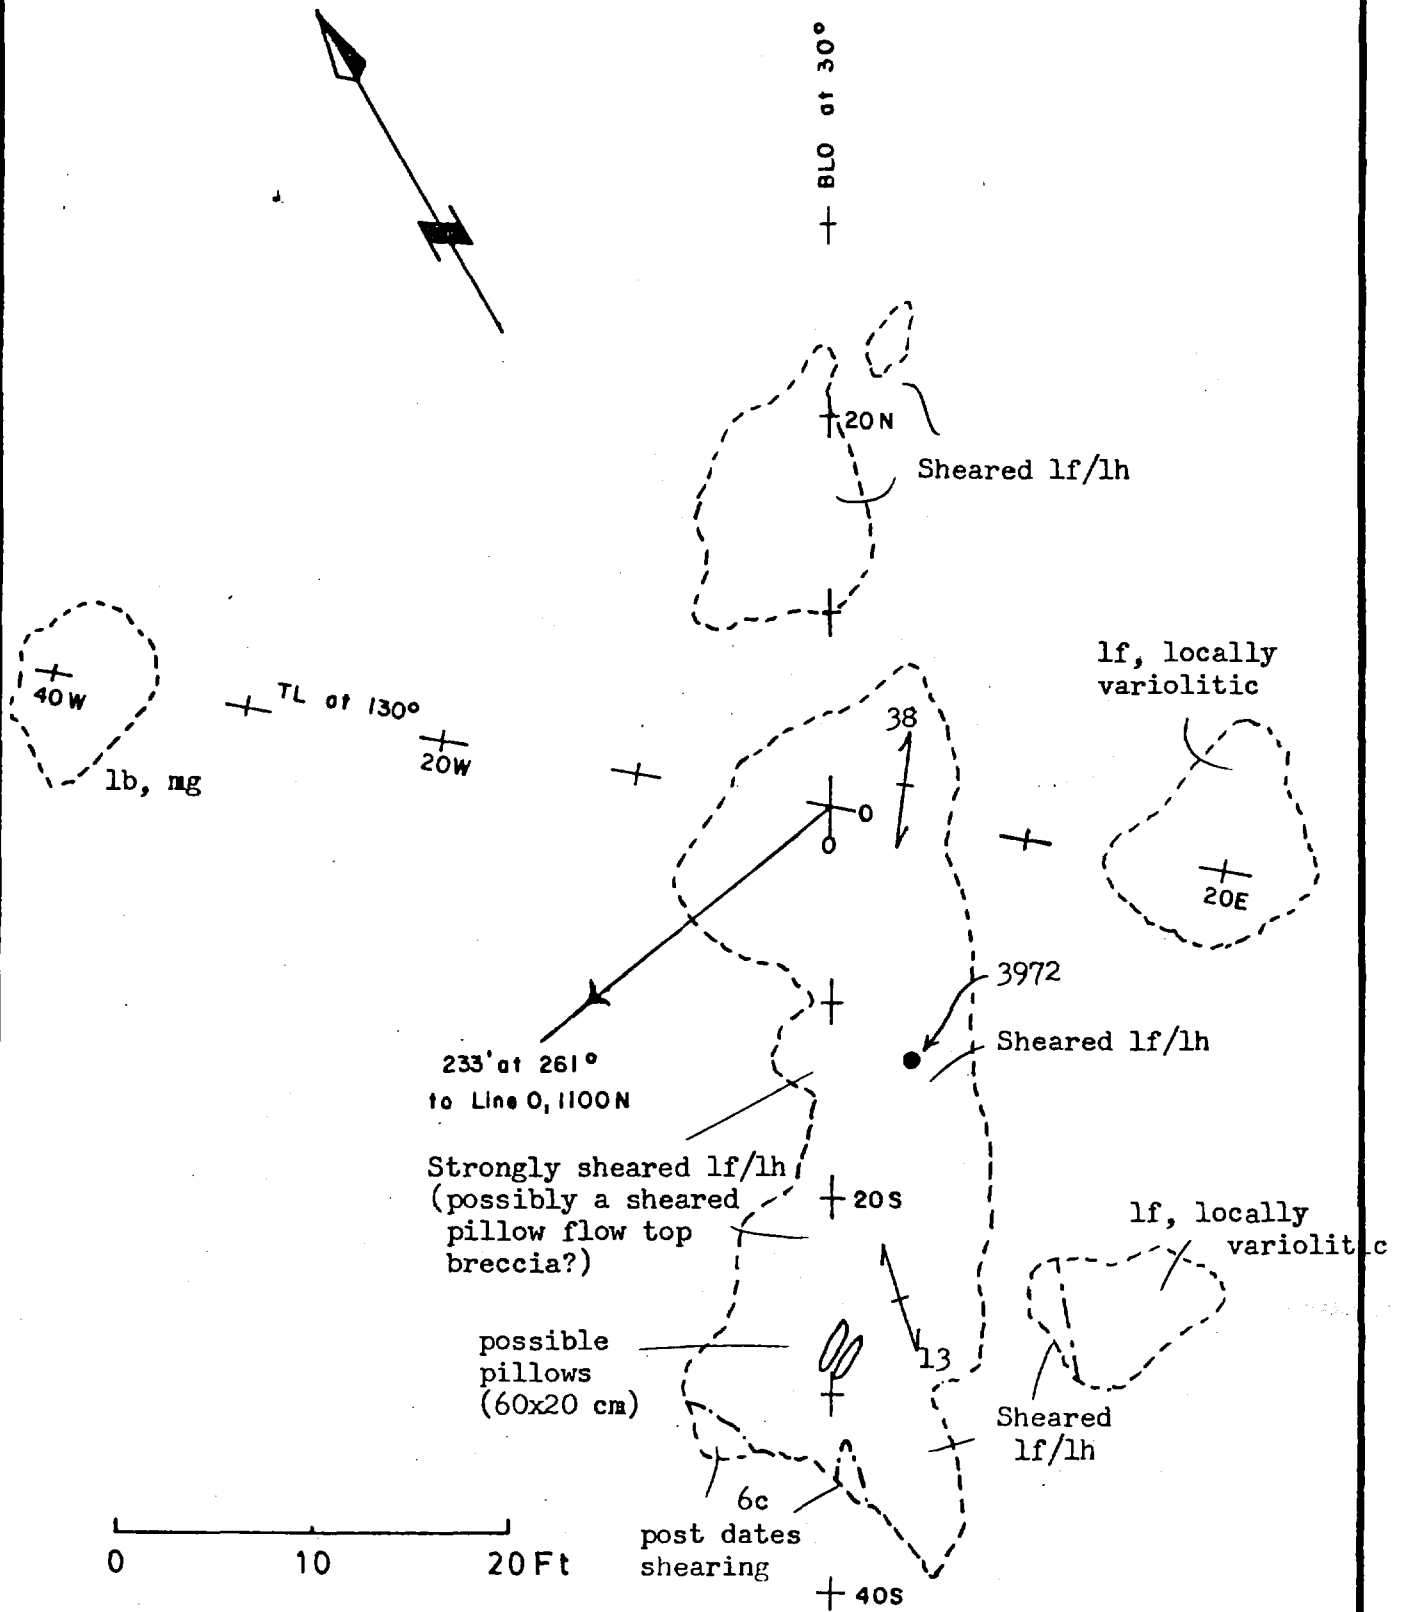 BLO at 30°
20N
Sheared lf/lh
lf, locally
variolitic
40W
TL at 130°
20W
lb, mg
38
0
0
20E
3972
Sheared lf/lh
233' at 261°
to Line 0, 1100N
Strongly sheared lf/lh
(possibly a sheared
pillow flow top
breccia?)
20S
lf, locally
variolitic
possible
pillows
(60x20 cm)
13
Sheared
lf/lh
6c
post dates
shearing
0 10 20Ft
40S